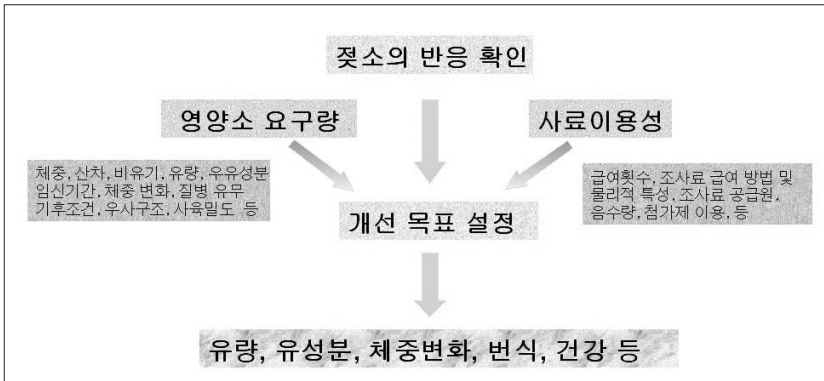 젖소의 반응 확인
영양소 요구량
사료이용성
체중, 산차, 비유기, 유량, 우유성분
임신기간, 체중 변화, 질병 유무
기후조건, 우사구조, 사육밀도 등
급여횟수, 조사료 급여 방법 및
물리적 특성, 조사료 공급원,
음수량, 첨가제 이용, 등
개선 목표 설정
유량, 유성분, 체중변화, 번식, 건강 등